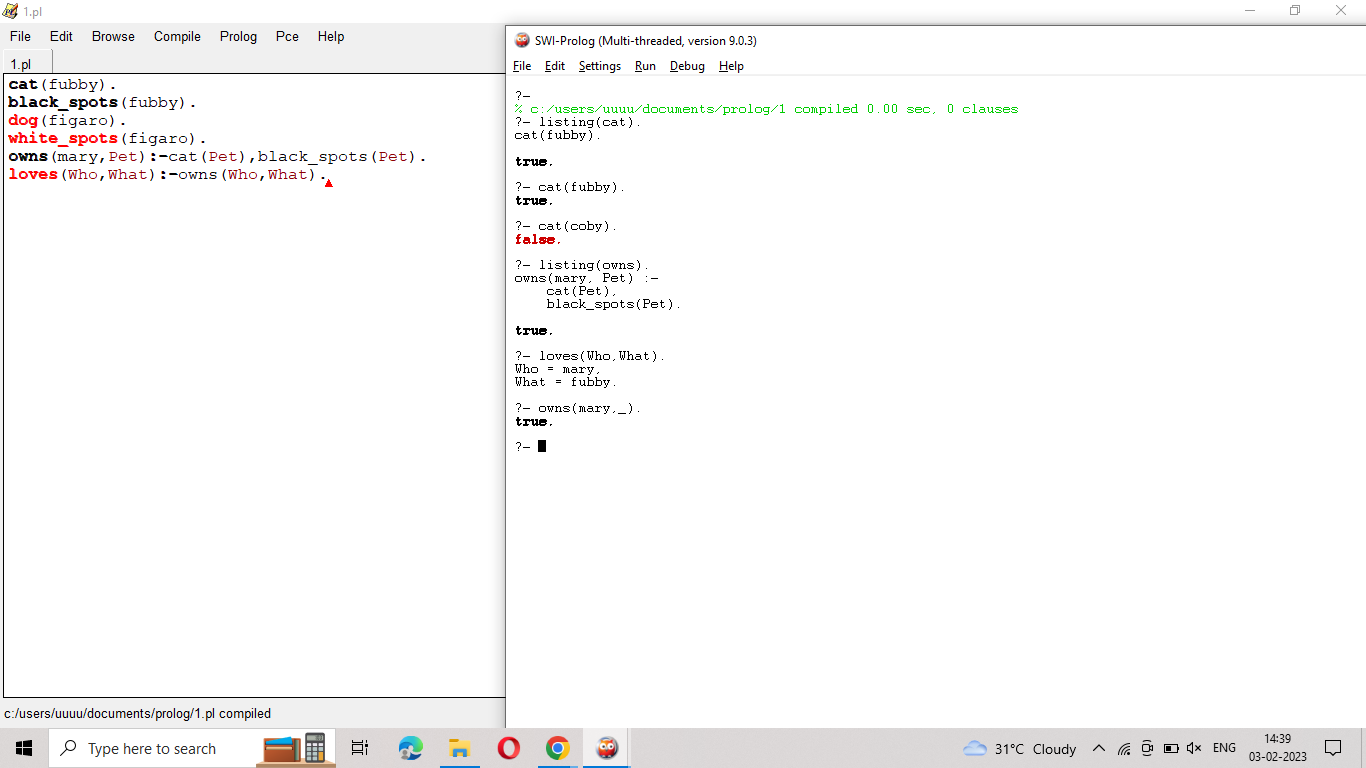 1.pl
File Edit Browse Compile Prolog Pce Help
1.pl
cat(fubby).
black_spots(fubby).
dog(figaro).
white_spots(figaro).
owns(mary,Pet):-cat(Pet),black_spots(Pet).
loves(Who,What):-owns(Who,What).
c:/users/uuuu/documents/prolog/1.pl compiled
SWI-Prolog (Multi-threaded, version 9.0.3)
File Edit Settings Run Debug Help
?-
% c:/users/uuuu/documents/prolog/1 compiled 0.00 sec, 0 clauses
?- listing(cat).
cat(fubby).
true.
?- cat(fubby).
true.
?- cat(coby).
false.
?- listing(owns).
owns(mary, Pet) :-
    cat(Pet),
    black_spots(Pet).
true.
?- loves(Who,What).
Who = mary,
What = fubby.
?- owns(mary,_).
true.
?-
Type here to search
31°C Cloudy
ENG
14:39
03-02-2023